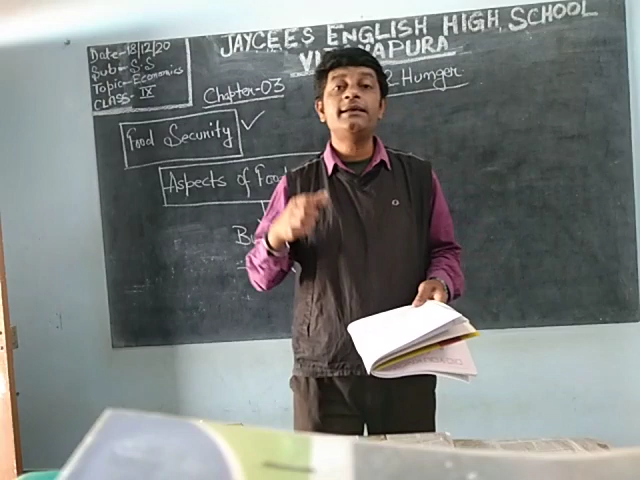 JAYCEES ENGLISH HIGH SCHOOL
Date-18/12/20
Sub- S.S
Topic-Economics
CLASS- IX
Chapter-03
Hunger
Food Security ✓
Aspects of Food